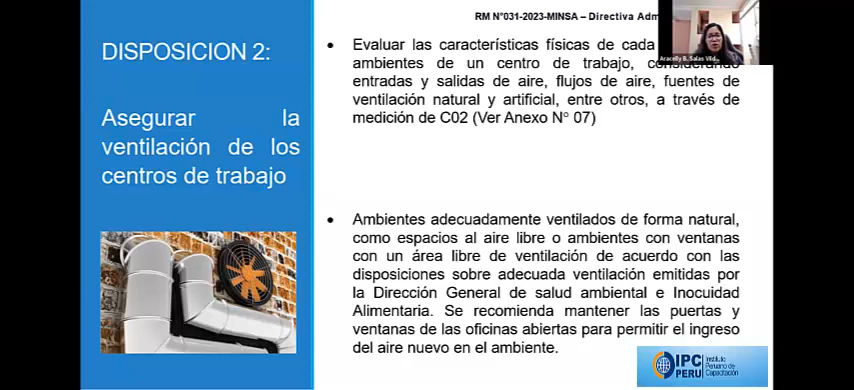 RM N°031-2023-MINSA – Directiva Adm
DISPOSICION 2:
Asegurar la
ventilación de los
centros de trabajo
• Evaluar las características físicas de cada
ambientes de un centro de trabajo, considerando
entradas y salidas de aire, flujos de aire, fuentes de
ventilación natural y artificial, entre otros, a través de
medición de C02 (Ver Anexo N° 07)
• Ambientes adecuadamente ventilados de forma natural,
como espacios al aire libre o ambientes con ventanas
con un área libre de ventilación de acuerdo con las
disposiciones sobre adecuada ventilación emitidas por
la Dirección General de salud ambiental e Inocuidad
Alimentaria. Se recomienda mantener las puertas y
ventanas de las oficinas abiertas para permitir el ingreso
del aire nuevo en el ambiente.
Aracelly B. Salas
IPC
PERU
Instituto
Peruano de
Capacitación